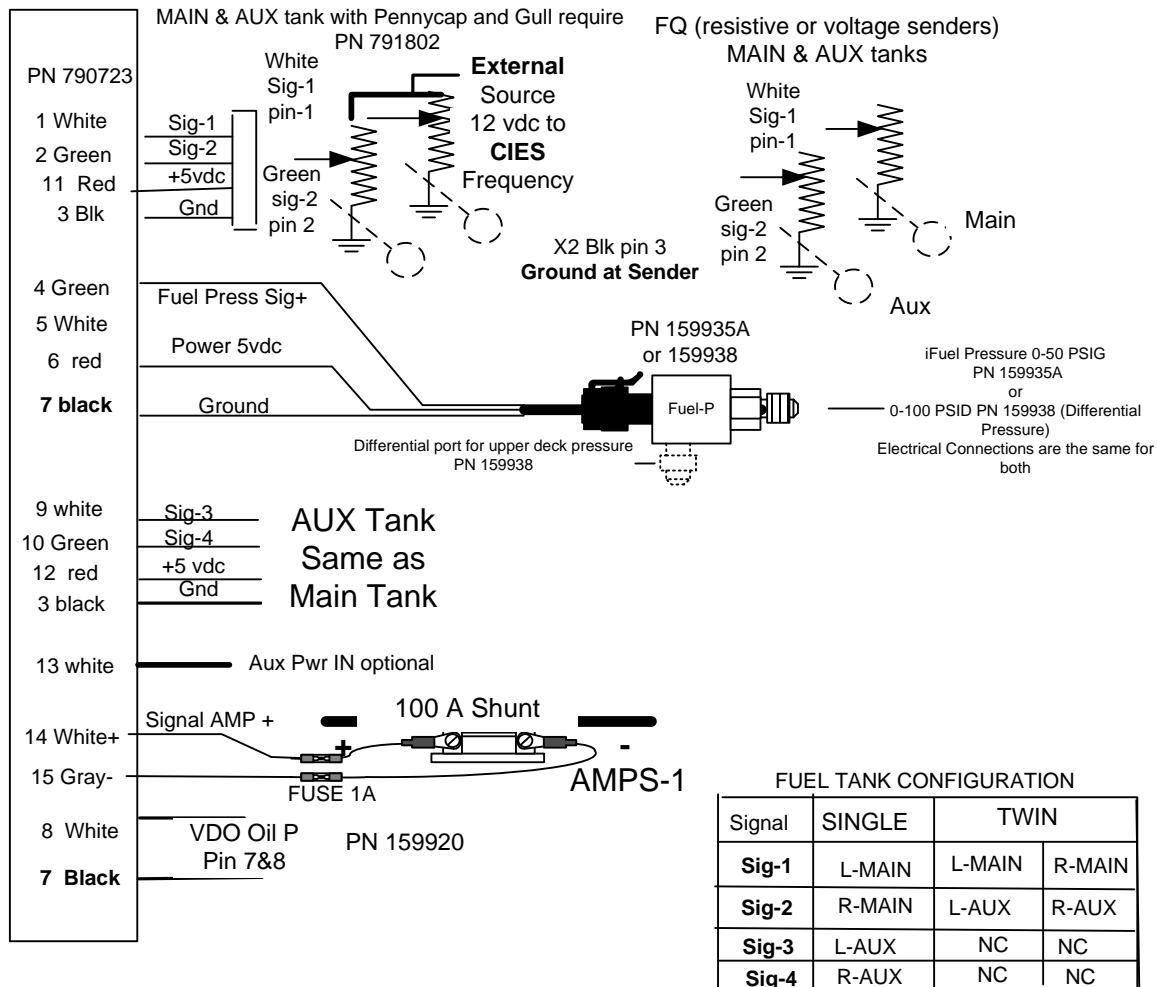 MAIN & AUX tank with Pennycap and Gull require
PN 791802
FQ (resistive or voltage senders)
MAIN & AUX tanks
PN 790723
1 White
2 Green
11 Red
3 Blk
Sig-1
Sig-2
+5vdc
Gnd
White
Sig-1
pin-1
Green
sig-2
pin 2
External
Source
12 vdc to
CIES
Frequency
X2 Blk pin 3
Ground at Sender
White
Sig-1
pin-1
Green
sig-2
pin 2
Main
Aux
4 Green
5 White
6 red
7 black
Fuel Press Sig+
Power 5vdc
Ground
PN 159935A
or 159938
Fuel-P
Differential port for upper deck pressure
PN 159938
iFuel Pressure 0-50 PSIG
PN 159935A
or
0-100 PSID PN 159938 (Differential
Pressure)
Electrical Connections are the same for
both
9 white
10 Green
12 red
3 black
Sig-3
Sig-4
+5 vdc
Gnd
AUX Tank
Same as
Main Tank
13 white
Aux Pwr IN optional
14 White+
15 Gray-
Signal AMP +
100 A Shunt
+
-
AMPS-1
FUSE 1A
8 White
7 Black
VDO Oil P
Pin 7&8
PN 159920
FUEL TANK CONFIGURATION
Signal SINGLE TWIN
Sig-1 L-MAIN L-MAIN R-MAIN
Sig-2 R-MAIN L-AUX R-AUX
Sig-3 L-AUX NC NC
Sig-4 R-AUX NC NC